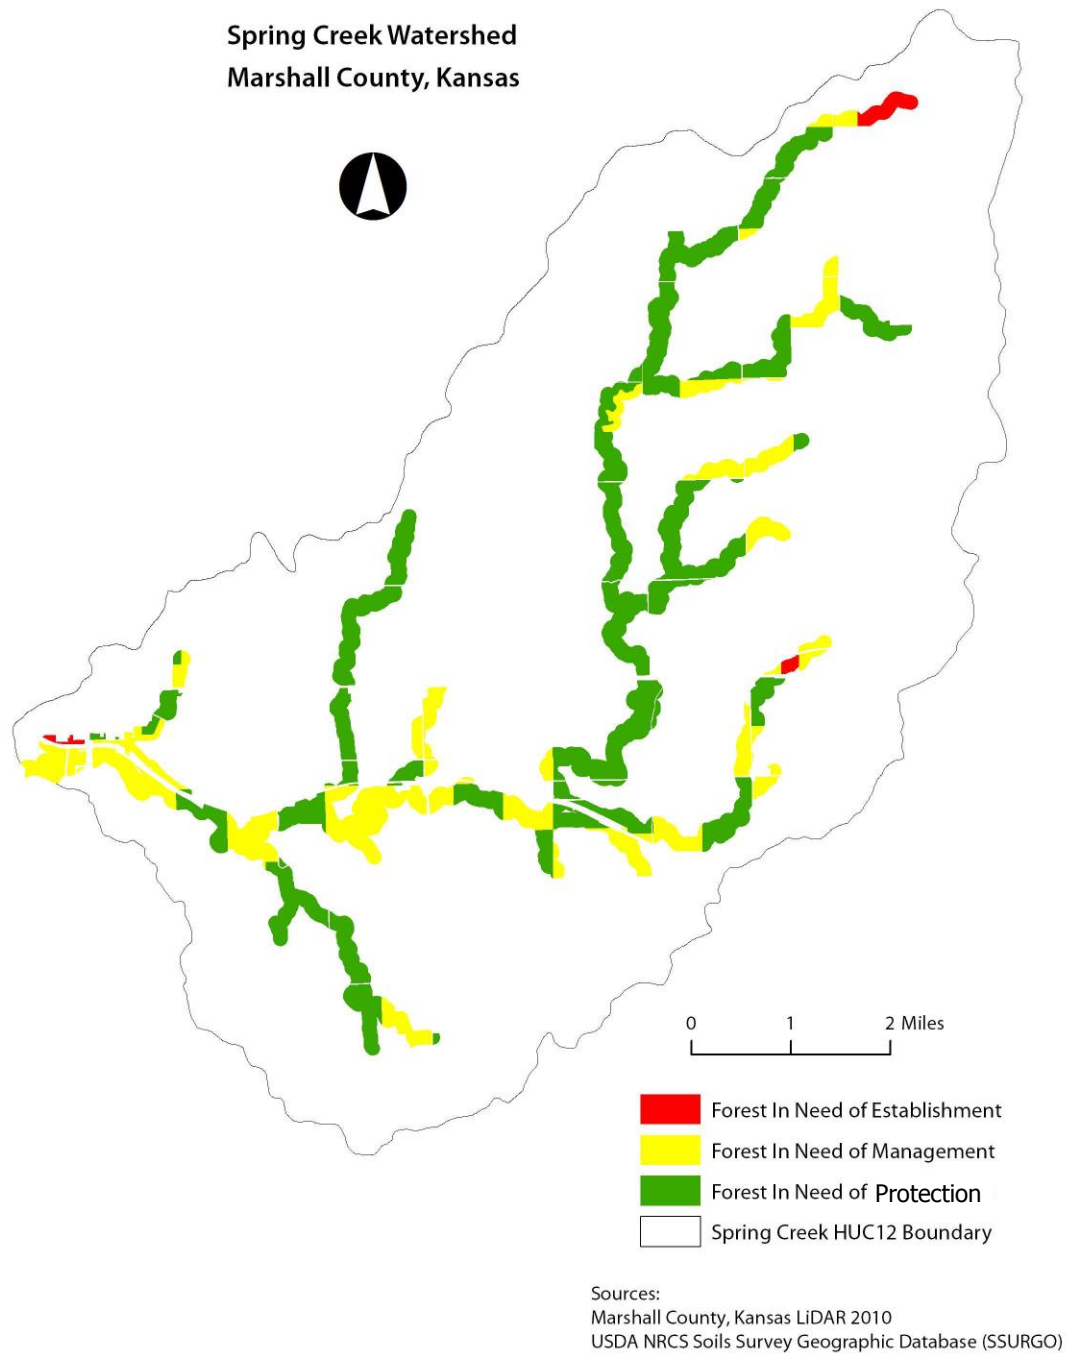 Spring Creek Watershed
Marshall County, Kansas
0 1 2 Miles
Forest In Need of Establishment
Forest In Need of Management
Forest In Need of Protection
Spring Creek HUC12 Boundary
Sources:
Marshall County, Kansas LiDAR 2010
USDA NRCS Soils Survey Geographic Database (SSURGO)